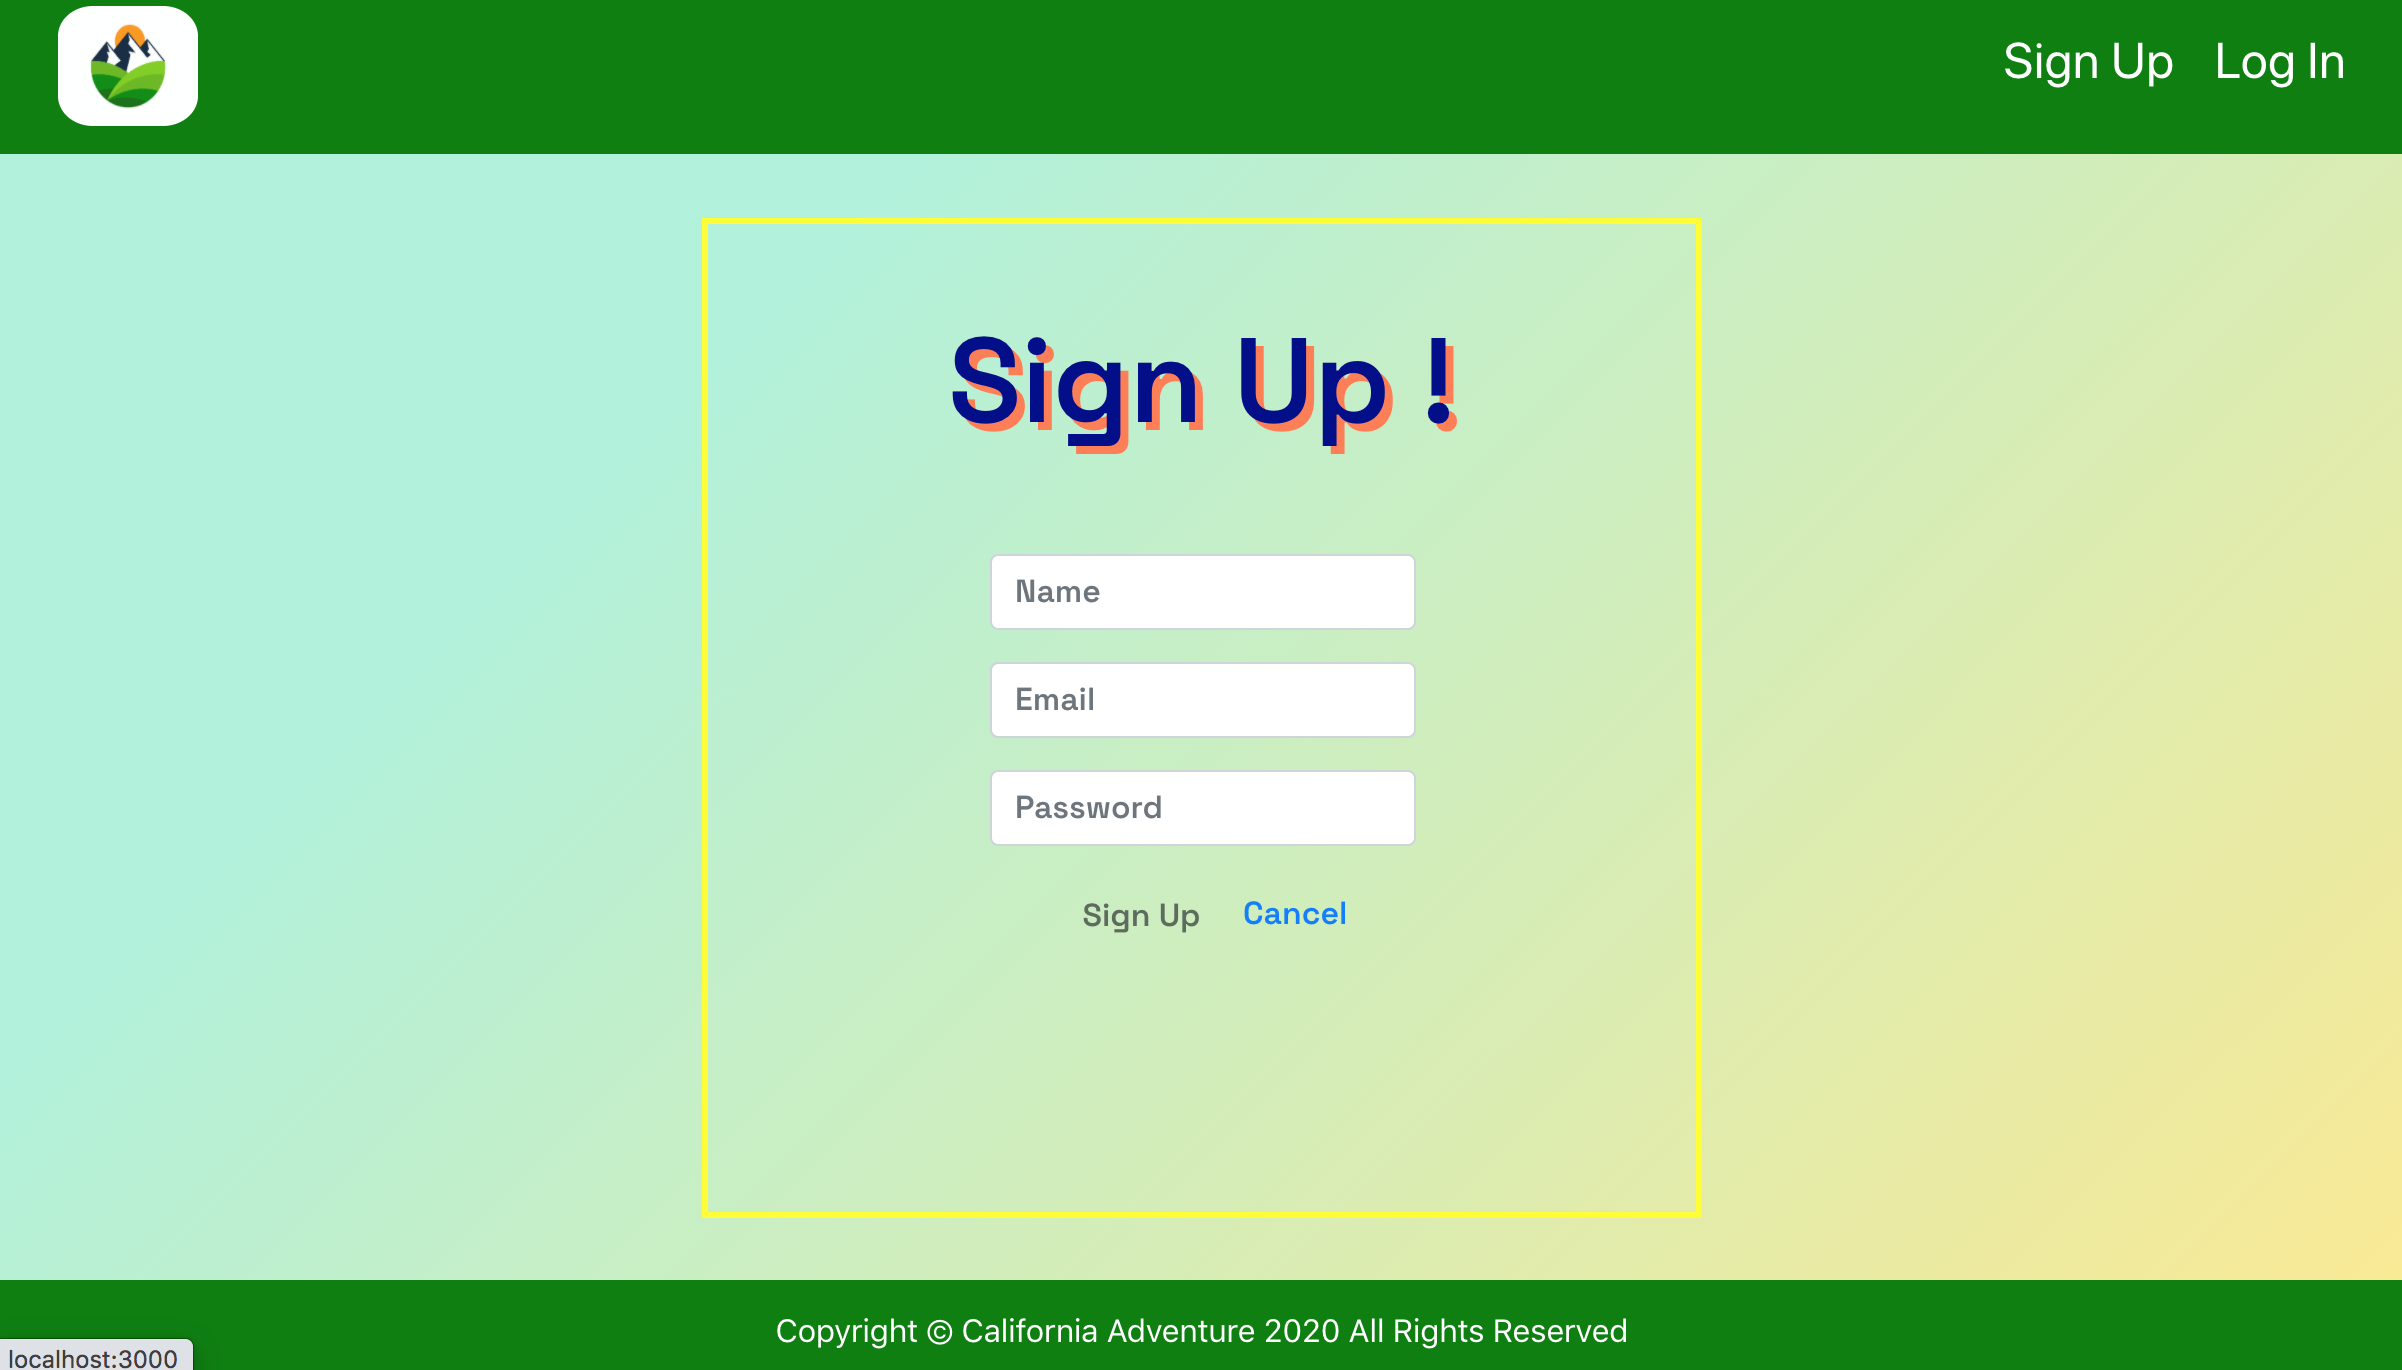 Sign Up Log In
Sign Up !
Name
Email
Password
Sign Up Cancel
Copyright © California Adventure 2020 All Rights Reserved
localhost:3000